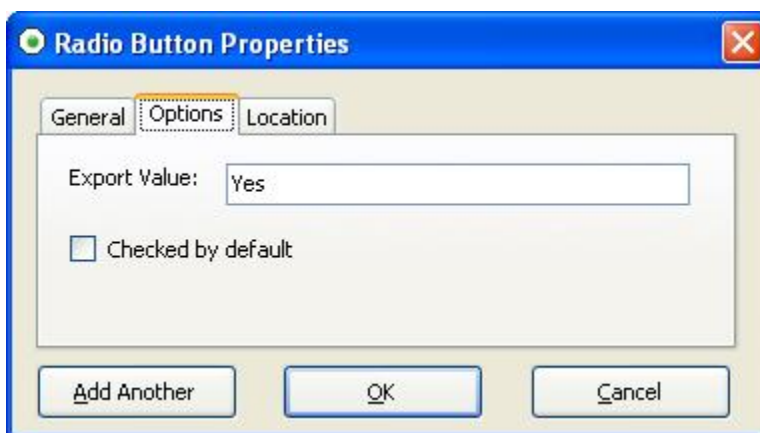 Radio Button Properties
General Options Location
Export Value: Yes
Checked by default
Add Another OK Cancel